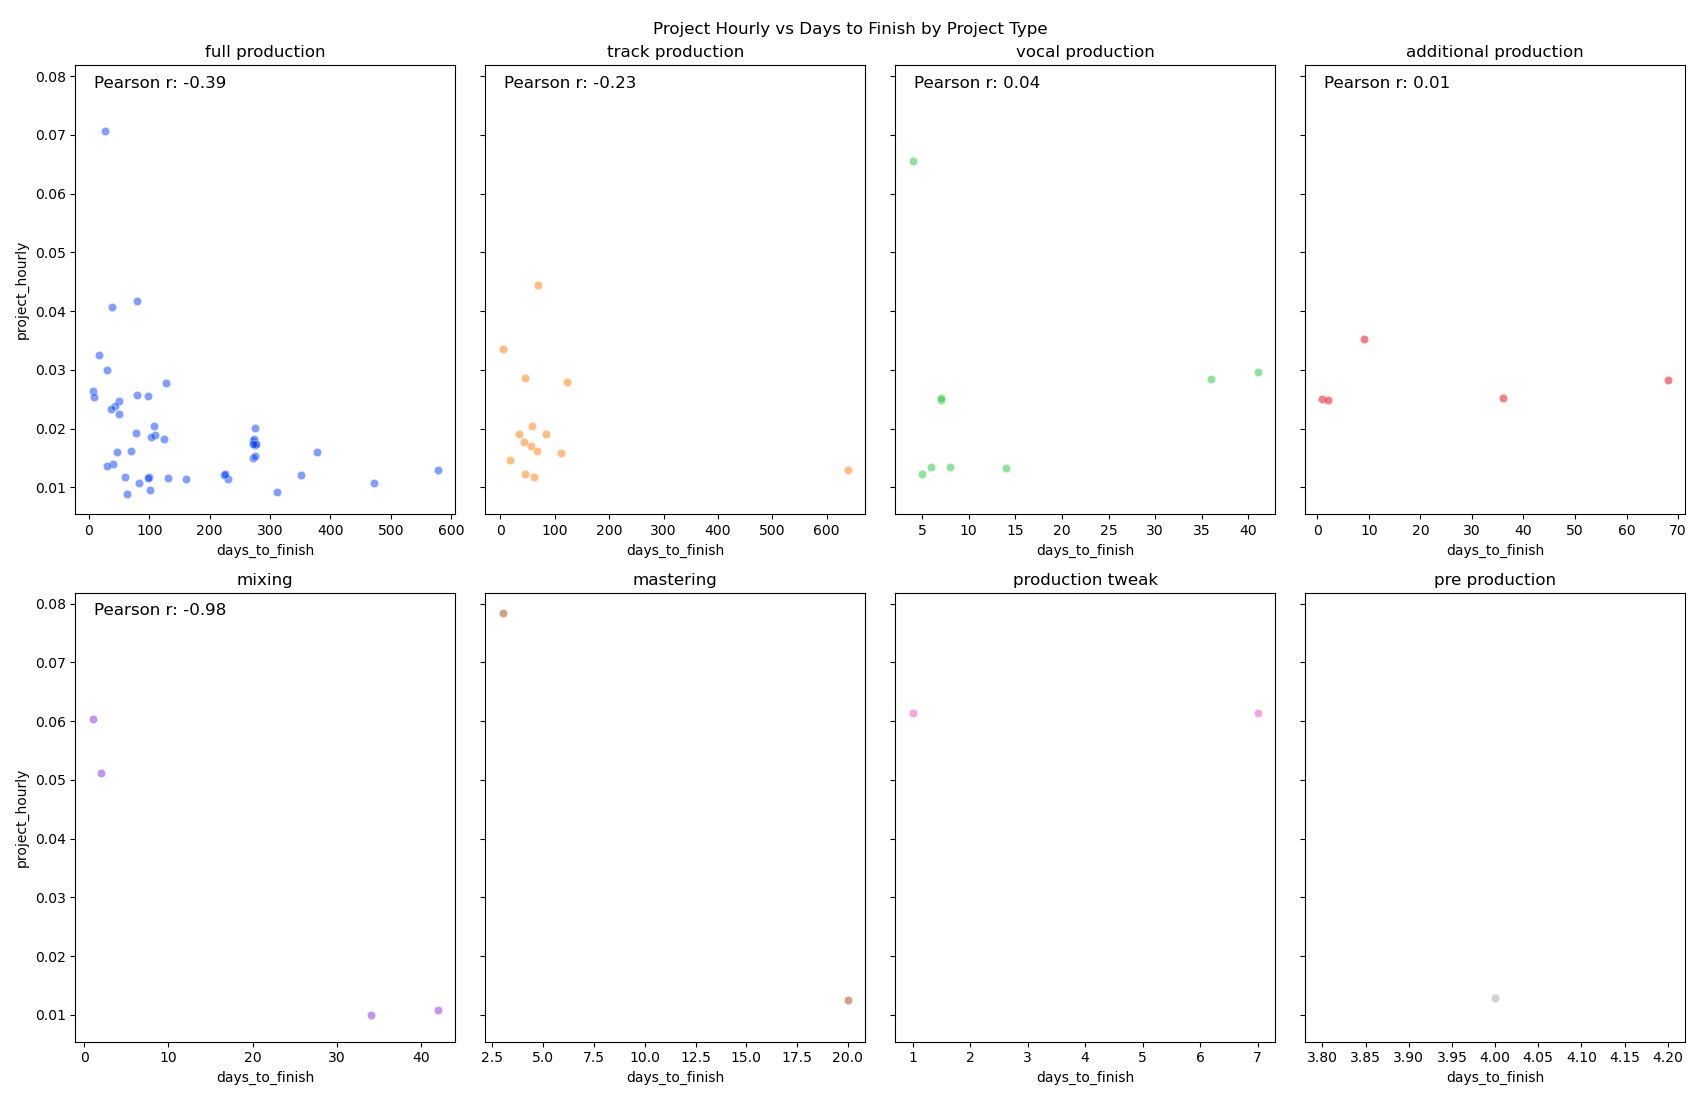 Project Hourly vs Days to Finish by Project Type
full production
track production
vocal production
additional production
Pearson r: -0.39
Pearson r: -0.23
Pearson r: 0.04
Pearson r: 0.01
project_hourly
0.08
0.07
0.06
0.05
0.04
0.03
0.02
0.01
0 100 200 300 400 500 600
0 100 200 300 400 500 600
5 10 15 20 25 30 35 40
0 10 20 30 40 50 60 70
days_to_finish
days_to_finish
days_to_finish
days_to_finish
mixing
mastering
production tweak
pre production
Pearson r: -0.98
project_hourly
0.08
0.07
0.06
0.05
0.04
0.03
0.02
0.01
0 10 20 30 40
2.5 5.0 7.5 10.0 12.5 15.0 17.5 20.0
1 2 3 4 5 6 7
3.80 3.85 3.90 3.95 4.00 4.05 4.10 4.15 4.20
days_to_finish
days_to_finish
days_to_finish
days_to_finish